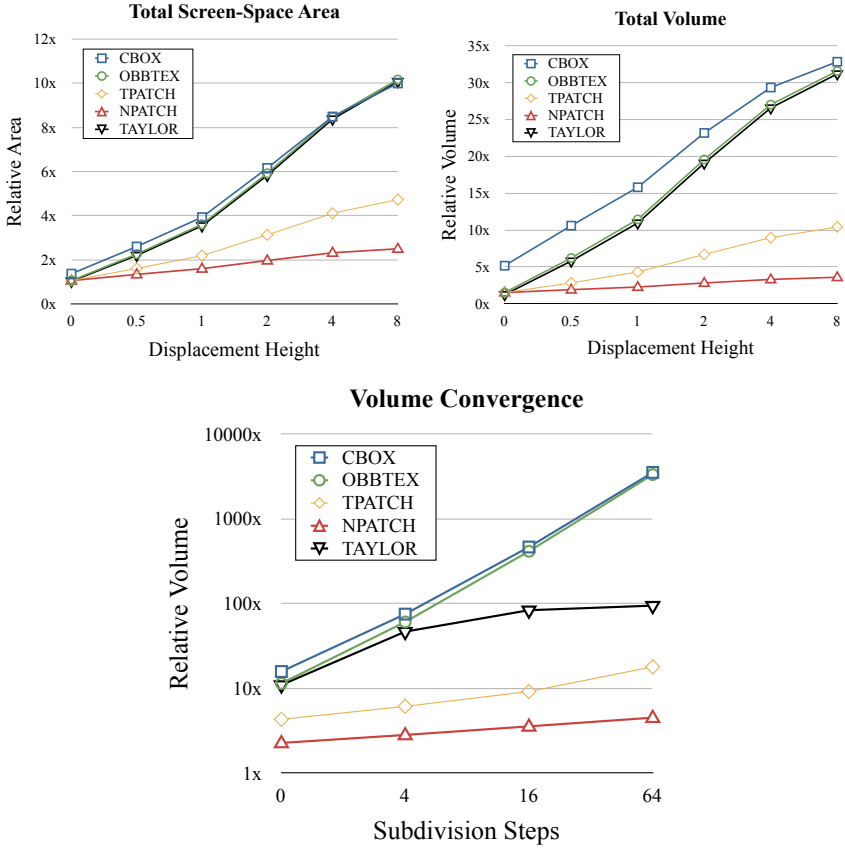 Total Screen-Space Area
12x
10x
8x
6x
4x
2x
0x
Relative Area
CBOX
OBBTEX
TPATCH
NPATCH
TAYLOR
0 0.5 1 2 4 8
Displacement Height
Total Volume
35x
30x
25x
20x
15x
10x
5x
0x
Relative Volume
CBOX
OBBTEX
TPATCH
NPATCH
TAYLOR
0 0.5 1 2 4 8
Displacement Height
Volume Convergence
10000x
1000x
100x
10x
1x
Relative Volume
CBOX
OBBTEX
TPATCH
NPATCH
TAYLOR
0 4 16 64
Subdivision Steps